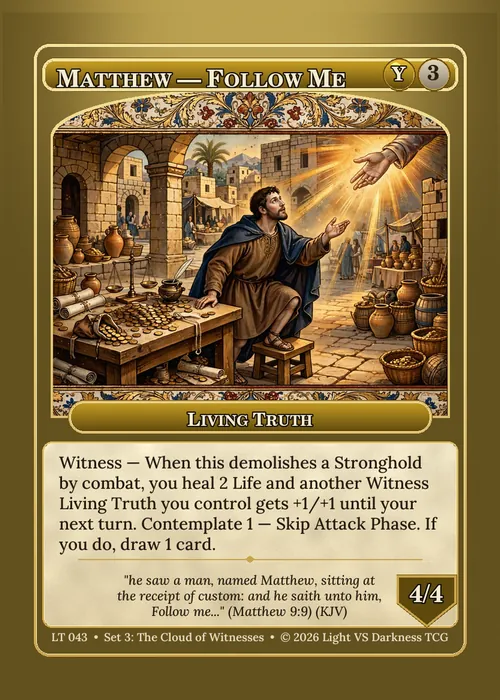 Matthew — Follow Me Y 3
Living Truth
Witness — When this demolishes a Stronghold
by combat, you heal 2 Life and another Witness
Living Truth you control gets +1/+1 until your
next turn. Contemplate 1 — Skip Attack Phase. If
you do, draw 1 card.
"he saw a man, named Matthew, sitting at
the receipt of custom: and he saith unto him,
Follow me..." (Matthew 9:9) (KJV)
4/4
LT 043 • Set 3: The Cloud of Witnesses • © 2026 Light VS Darkness TCG